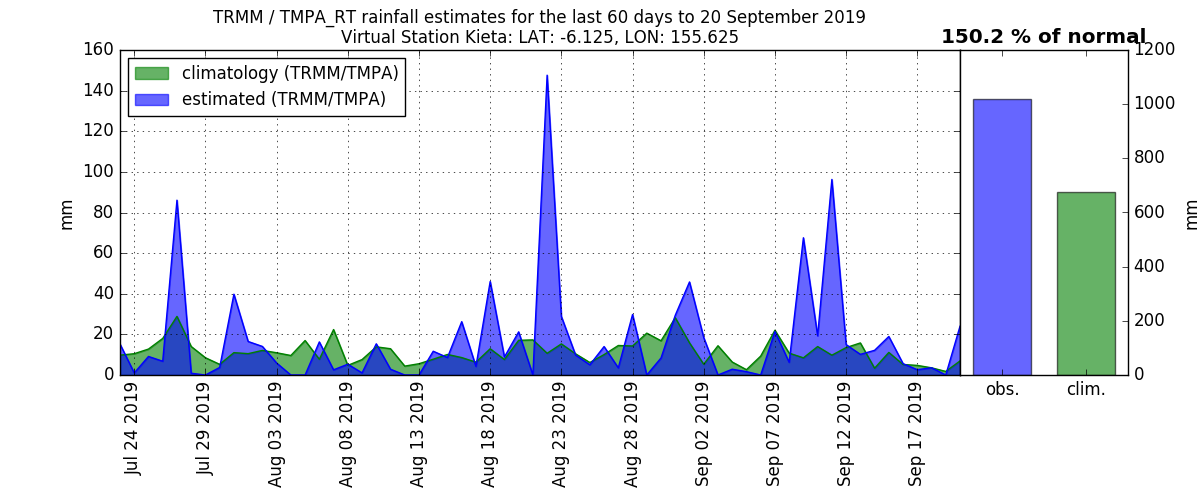 TRMM / TMPA_RT rainfall estimates for the last 60 days to 20 September 2019
Virtual Station Kieta: LAT: -6.125, LON: 155.625
150.2 % of normal
climatology (TRMM/TMPA)
estimated (TRMM/TMPA)
mm
160
140
120
100
80
60
40
20
0
Jul 24 2019
Jul 29 2019
Aug 03 2019
Aug 08 2019
Aug 13 2019
Aug 18 2019
Aug 23 2019
Aug 28 2019
Sep 02 2019
Sep 07 2019
Sep 12 2019
Sep 17 2019
1200
1000
800
600
400
200
0
mm
obs.
clim.